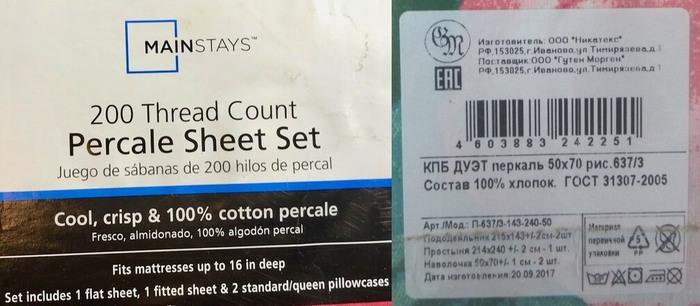 MAINSTAYS™
200 Thread Count
Percale Sheet Set
Juego de sábanas de 200 hilos de percal
Cool, crisp & 100% cotton percale
Fresco, almidonado, 100% algodón percal
Fits mattresses up to 16 in deep
Set includes 1 flat sheet, 1 fitted sheet & 2 standard/queen pillowcases
GM
Изготовитель: ООО "Никатекс"
РФ,153025,г.Иваново,ул.Тимирязева,д.1
Поставщик:ООО "Гутен Морген"
РФ,153025,г.Иваново,ул.Тимирязева,д.1
EAC
4 603883 242251
КПБ ДУЭТ перкаль 50x70 рис.637/3
Состав 100% хлопок. ГОСТ 31307-2005
Арт./Мод.: П-637/3-143-240-50
Пододеяльник 215x143+/-2см-2шт
Простыня 214x240 +/- 2 см - 1 шт.
Наволочка 50x70+/- 1 см - 2 шт.
Дата изготовления:20.09.2017
Материал
первичной
упаковки
5
PP